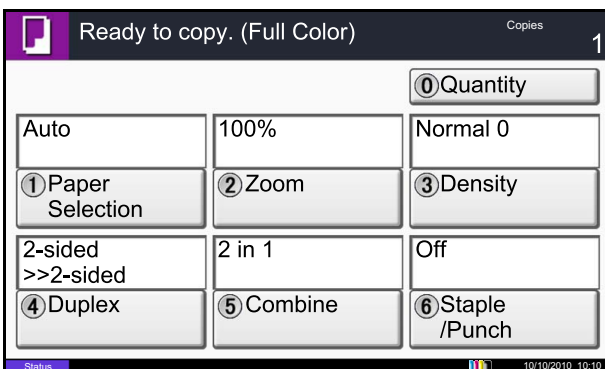 Ready to copy. (Full Color)
Copies
1
0 Quantity
Auto
100%
Normal 0
1 Paper
Selection
2 Zoom
3 Density
2-sided
>>2-sided
2 in 1
Off
4 Duplex
5 Combine
6 Staple
/Punch
Status
10/10/2010 10:10